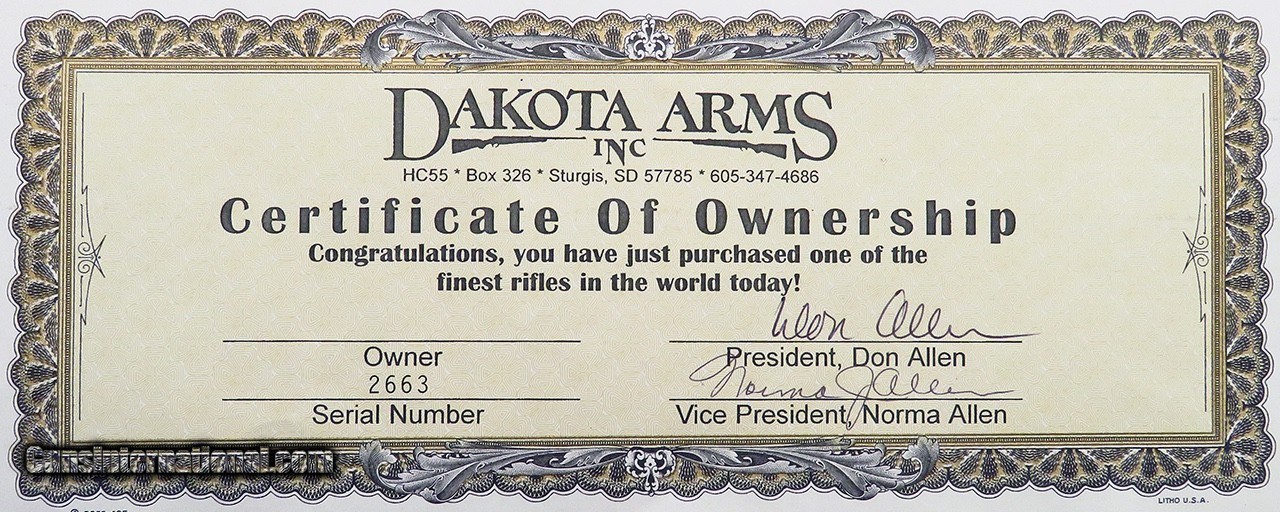 DAKOTA ARMS
INC
HC55 * Box 326 * Sturgis, SD 57785 * 605-347-4686
Certificate Of Ownership
Congratulations, you have just purchased one of the
finest rifles in the world today!
Don Allen
Owner President, Don Allen
2663 Norma J Allen
Serial Number Vice President, Norma Allen
GunsInternational.com
LITHO U.S.A.